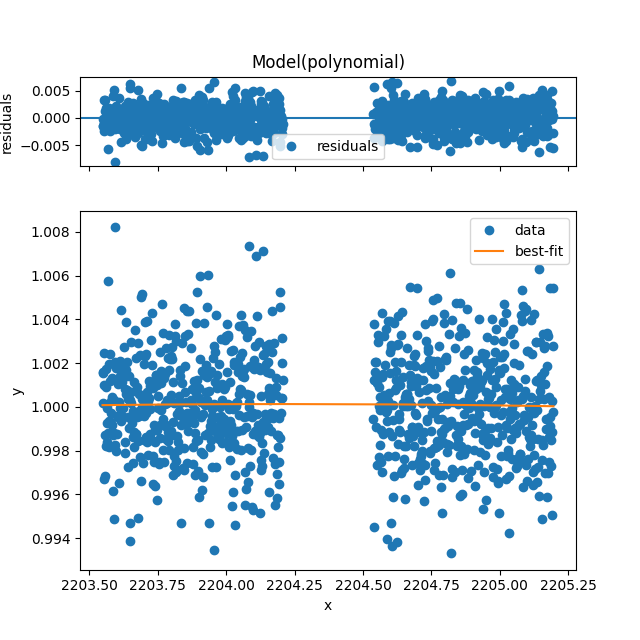 Model(polynomial)
residuals
0.005
0.000
−0.005
residuals
y
1.008
1.006
1.004
1.002
1.000
0.998
0.996
0.994
data
best-fit
2203.50 2203.75 2204.00 2204.25 2204.50 2204.75 2205.00 2205.25
x